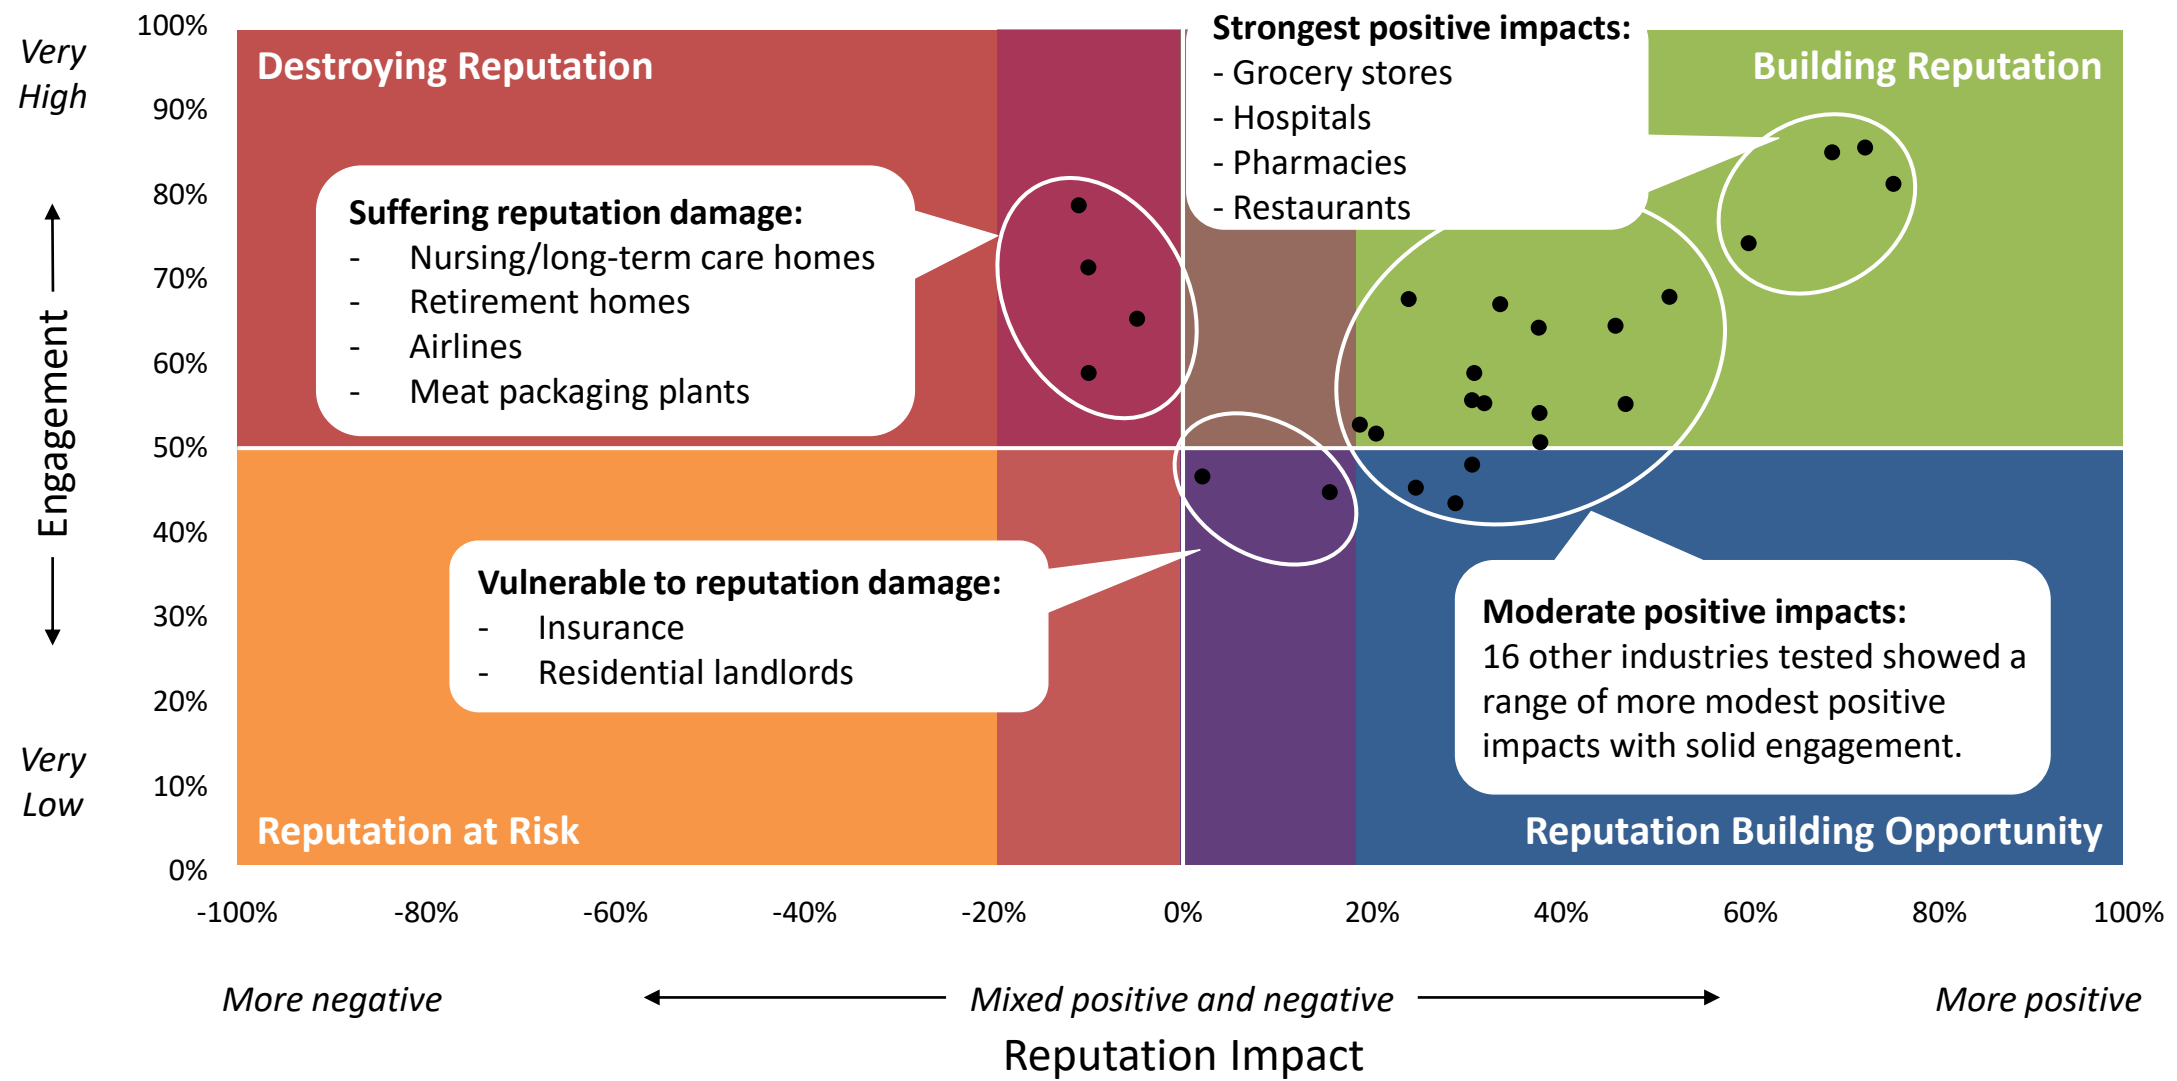 Strongest positive impacts:
- Grocery stores
- Hospitals
- Pharmacies
- Restaurants
Destroying Reputation
Building Reputation
Suffering reputation damage:
- Nursing/long-term care homes
- Retirement homes
- Airlines
- Meat packaging plants
Vulnerable to reputation damage:
- Insurance
- Residential landlords
Moderate positive impacts:
16 other industries tested showed a
range of more modest positive
impacts with solid engagement.
Reputation at Risk
Reputation Building Opportunity
Very
High
Engagement
Very
Low
100%
90%
80%
70%
60%
50%
40%
30%
20%
10%
0%
-100%
-80%
-60%
-40%
-20%
0%
20%
40%
60%
80%
100%
More negative
Mixed positive and negative
More positive
Reputation Impact